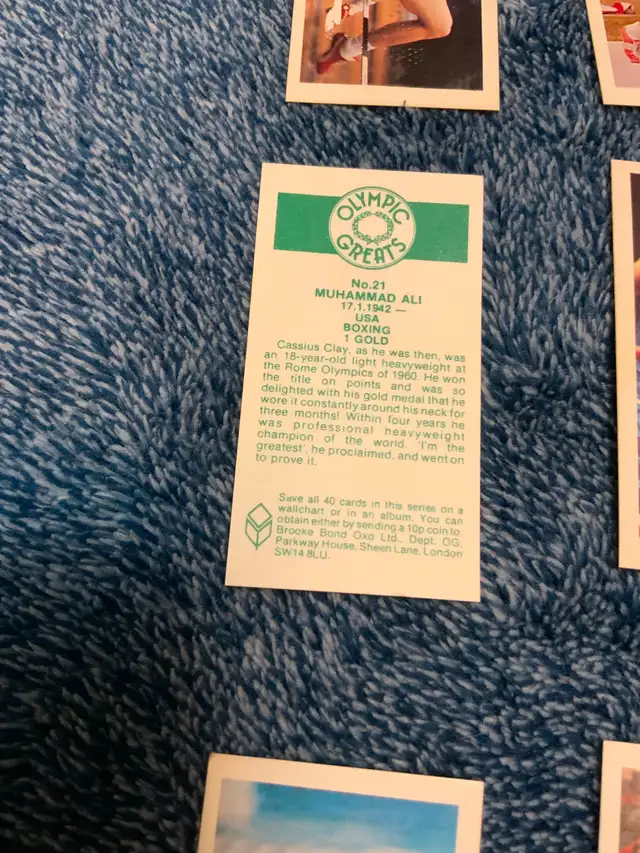 OLYMPIC
GREATS
No.21
MUHAMMAD ALI
17.1.1942 —
USA
BOXING
1 GOLD
Cassius Clay, as he was then, was
an 18-year-old light heavyweight at
the Rome Olympics of 1960. He won
the title on points and was so
delighted with his gold medal that he
wore it constantly around his neck for
three months! Within four years he
was professional heavyweight
champion of the world. 'I'm the
greatest', he proclaimed, and went on
to prove it.
Save all 40 cards in this series on a
wallchart or in an album. You can
obtain either by sending a 10p coin to:
Brooke Bond Oxo Ltd., Dept. OG,
Parkway House, Sheen Lane, London
SW14 8LU.